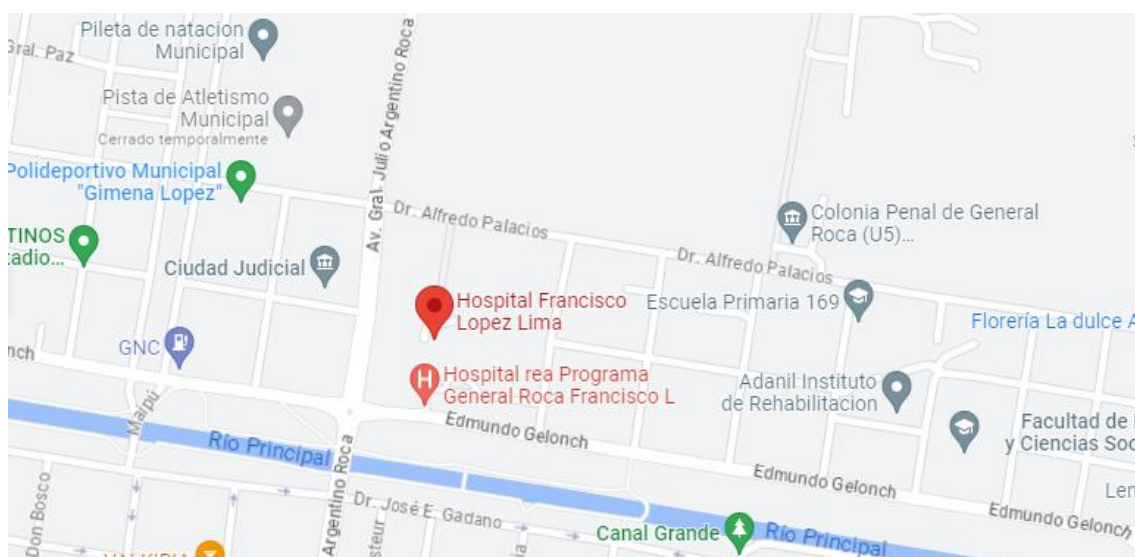 Pileta de natacion
Municipal
Gral. Paz
Pista de Atletismo
Municipal
Cerrado temporalmente
Av. Gral. Julio Argentino Roca
Polideportivo Municipal
"Gimena Lopez"
Dr. Alfredo Palacios
Colonia Penal de General
Roca (U5)...
TINOS
tadio...
Ciudad Judicial
Dr. Alfredo Palacios
Hospital Francisco
Lopez Lima
Escuela Primaria 169
Florería La dulce A
GNC
nch
Hospital rea Programa
General Roca Francisco L
Adanil Instituto
de Rehabilitacion
Maipú
Edmundo Gelonch
Facultad de
y Ciencias Soc
Río Principal
Edmundo Gelonch
Len
Don Bosco
Argentino Roca
Dr. José E. Gadano
Edmundo Gelonch
steur
Canal Grande
Río Principal